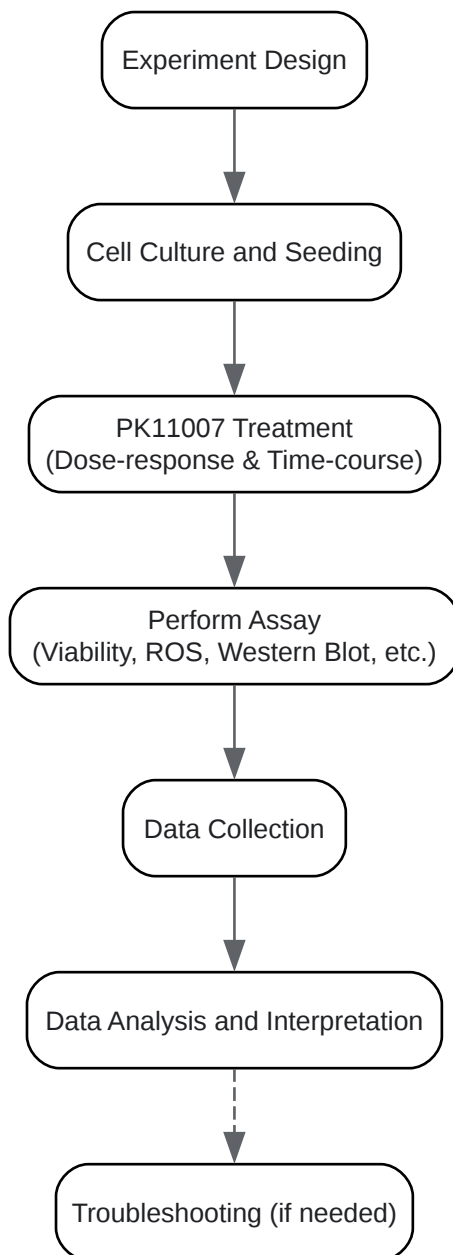 Experiment Design
Cell Culture and Seeding
PK11007 Treatment
(Dose-response & Time-course)
Perform Assay
(Viability, ROS, Western Blot, etc.)
Data Collection
Data Analysis and Interpretation
Troubleshooting (if needed)